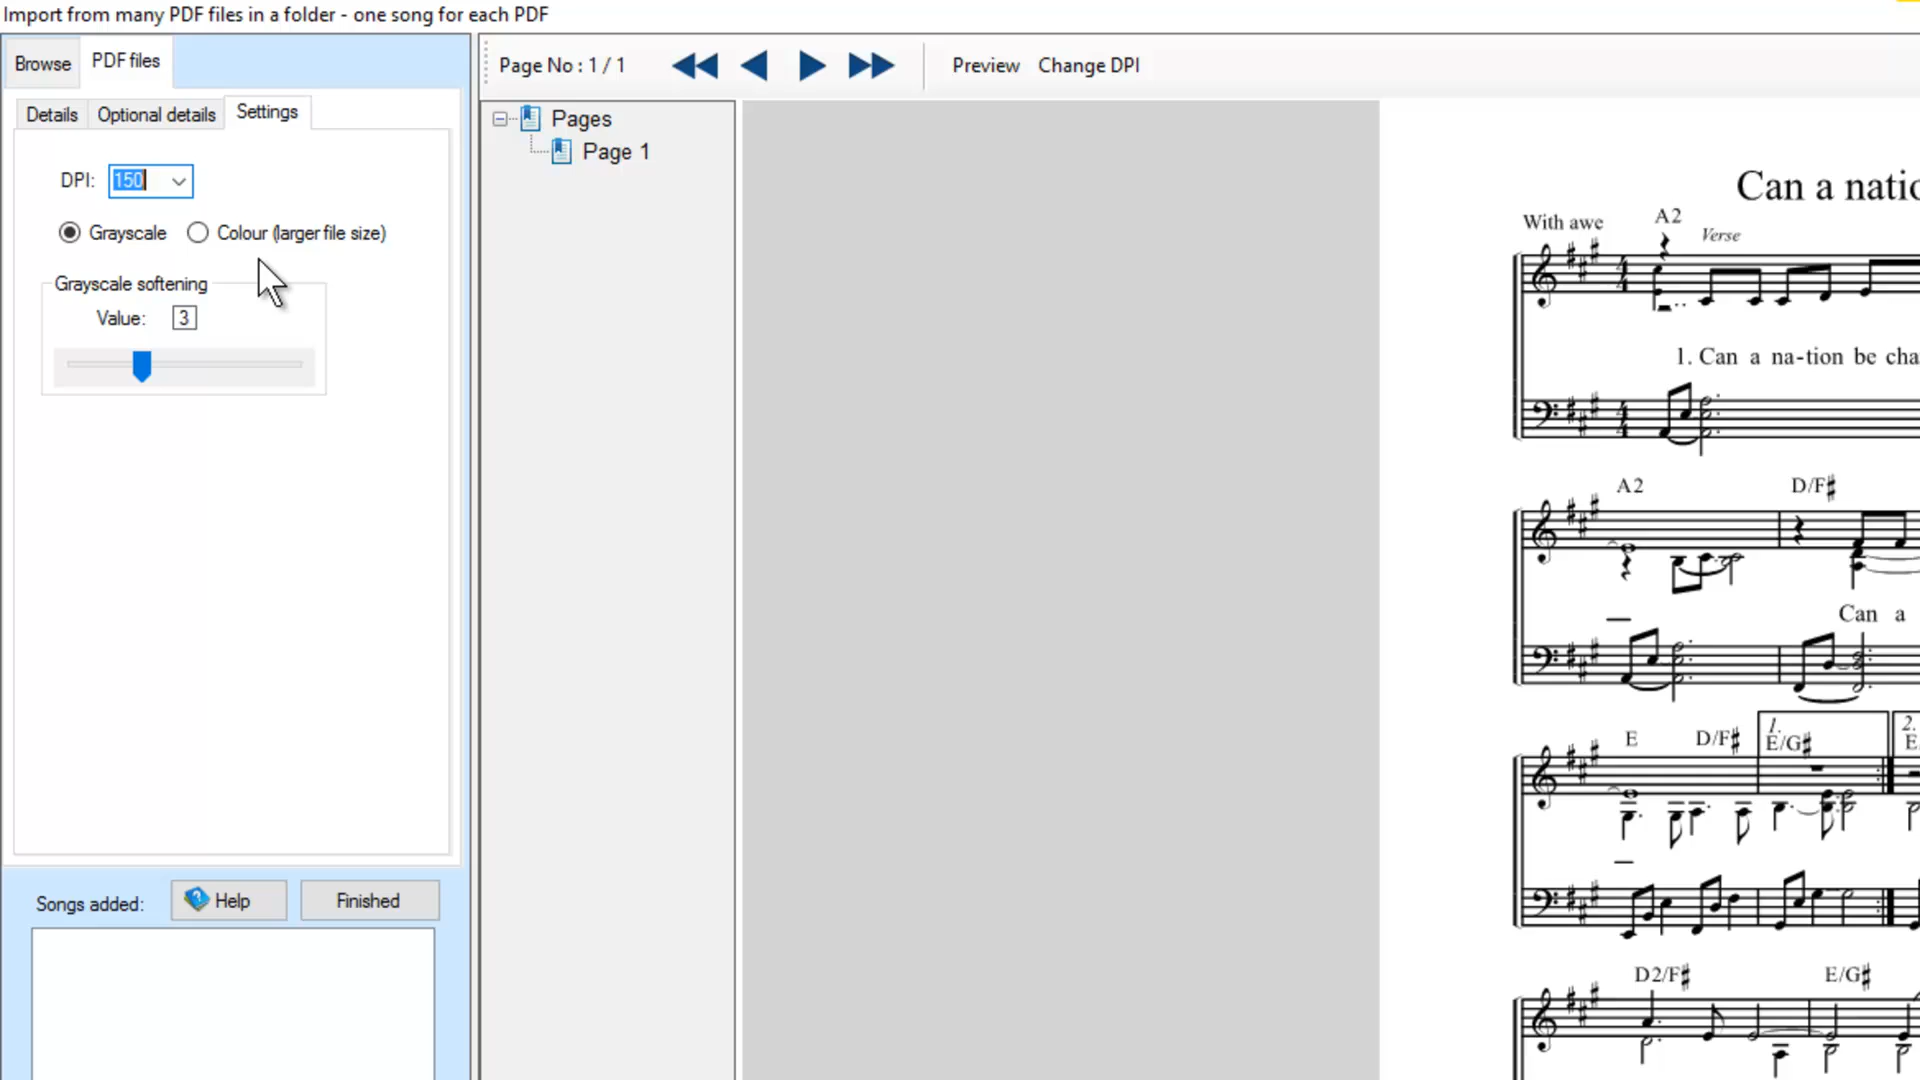 Import from many PDF files in a folder - one song for each PDF
Browse
PDF files
Details
Optional details
Settings
DPI:
150
Grayscale
Colour (larger file size)
Grayscale softening
Value:
3
Songs added:
Help
Finished
Page No : 1 / 1
Preview
Change DPI
Pages
Page 1
Can a natio
With awe
A2
Verse
1. Can a na-tion be cha
A2
D/F♯
Can a
E
D/F♯
1.
E/G♯
2.
E
D2/F♯
E/G♯